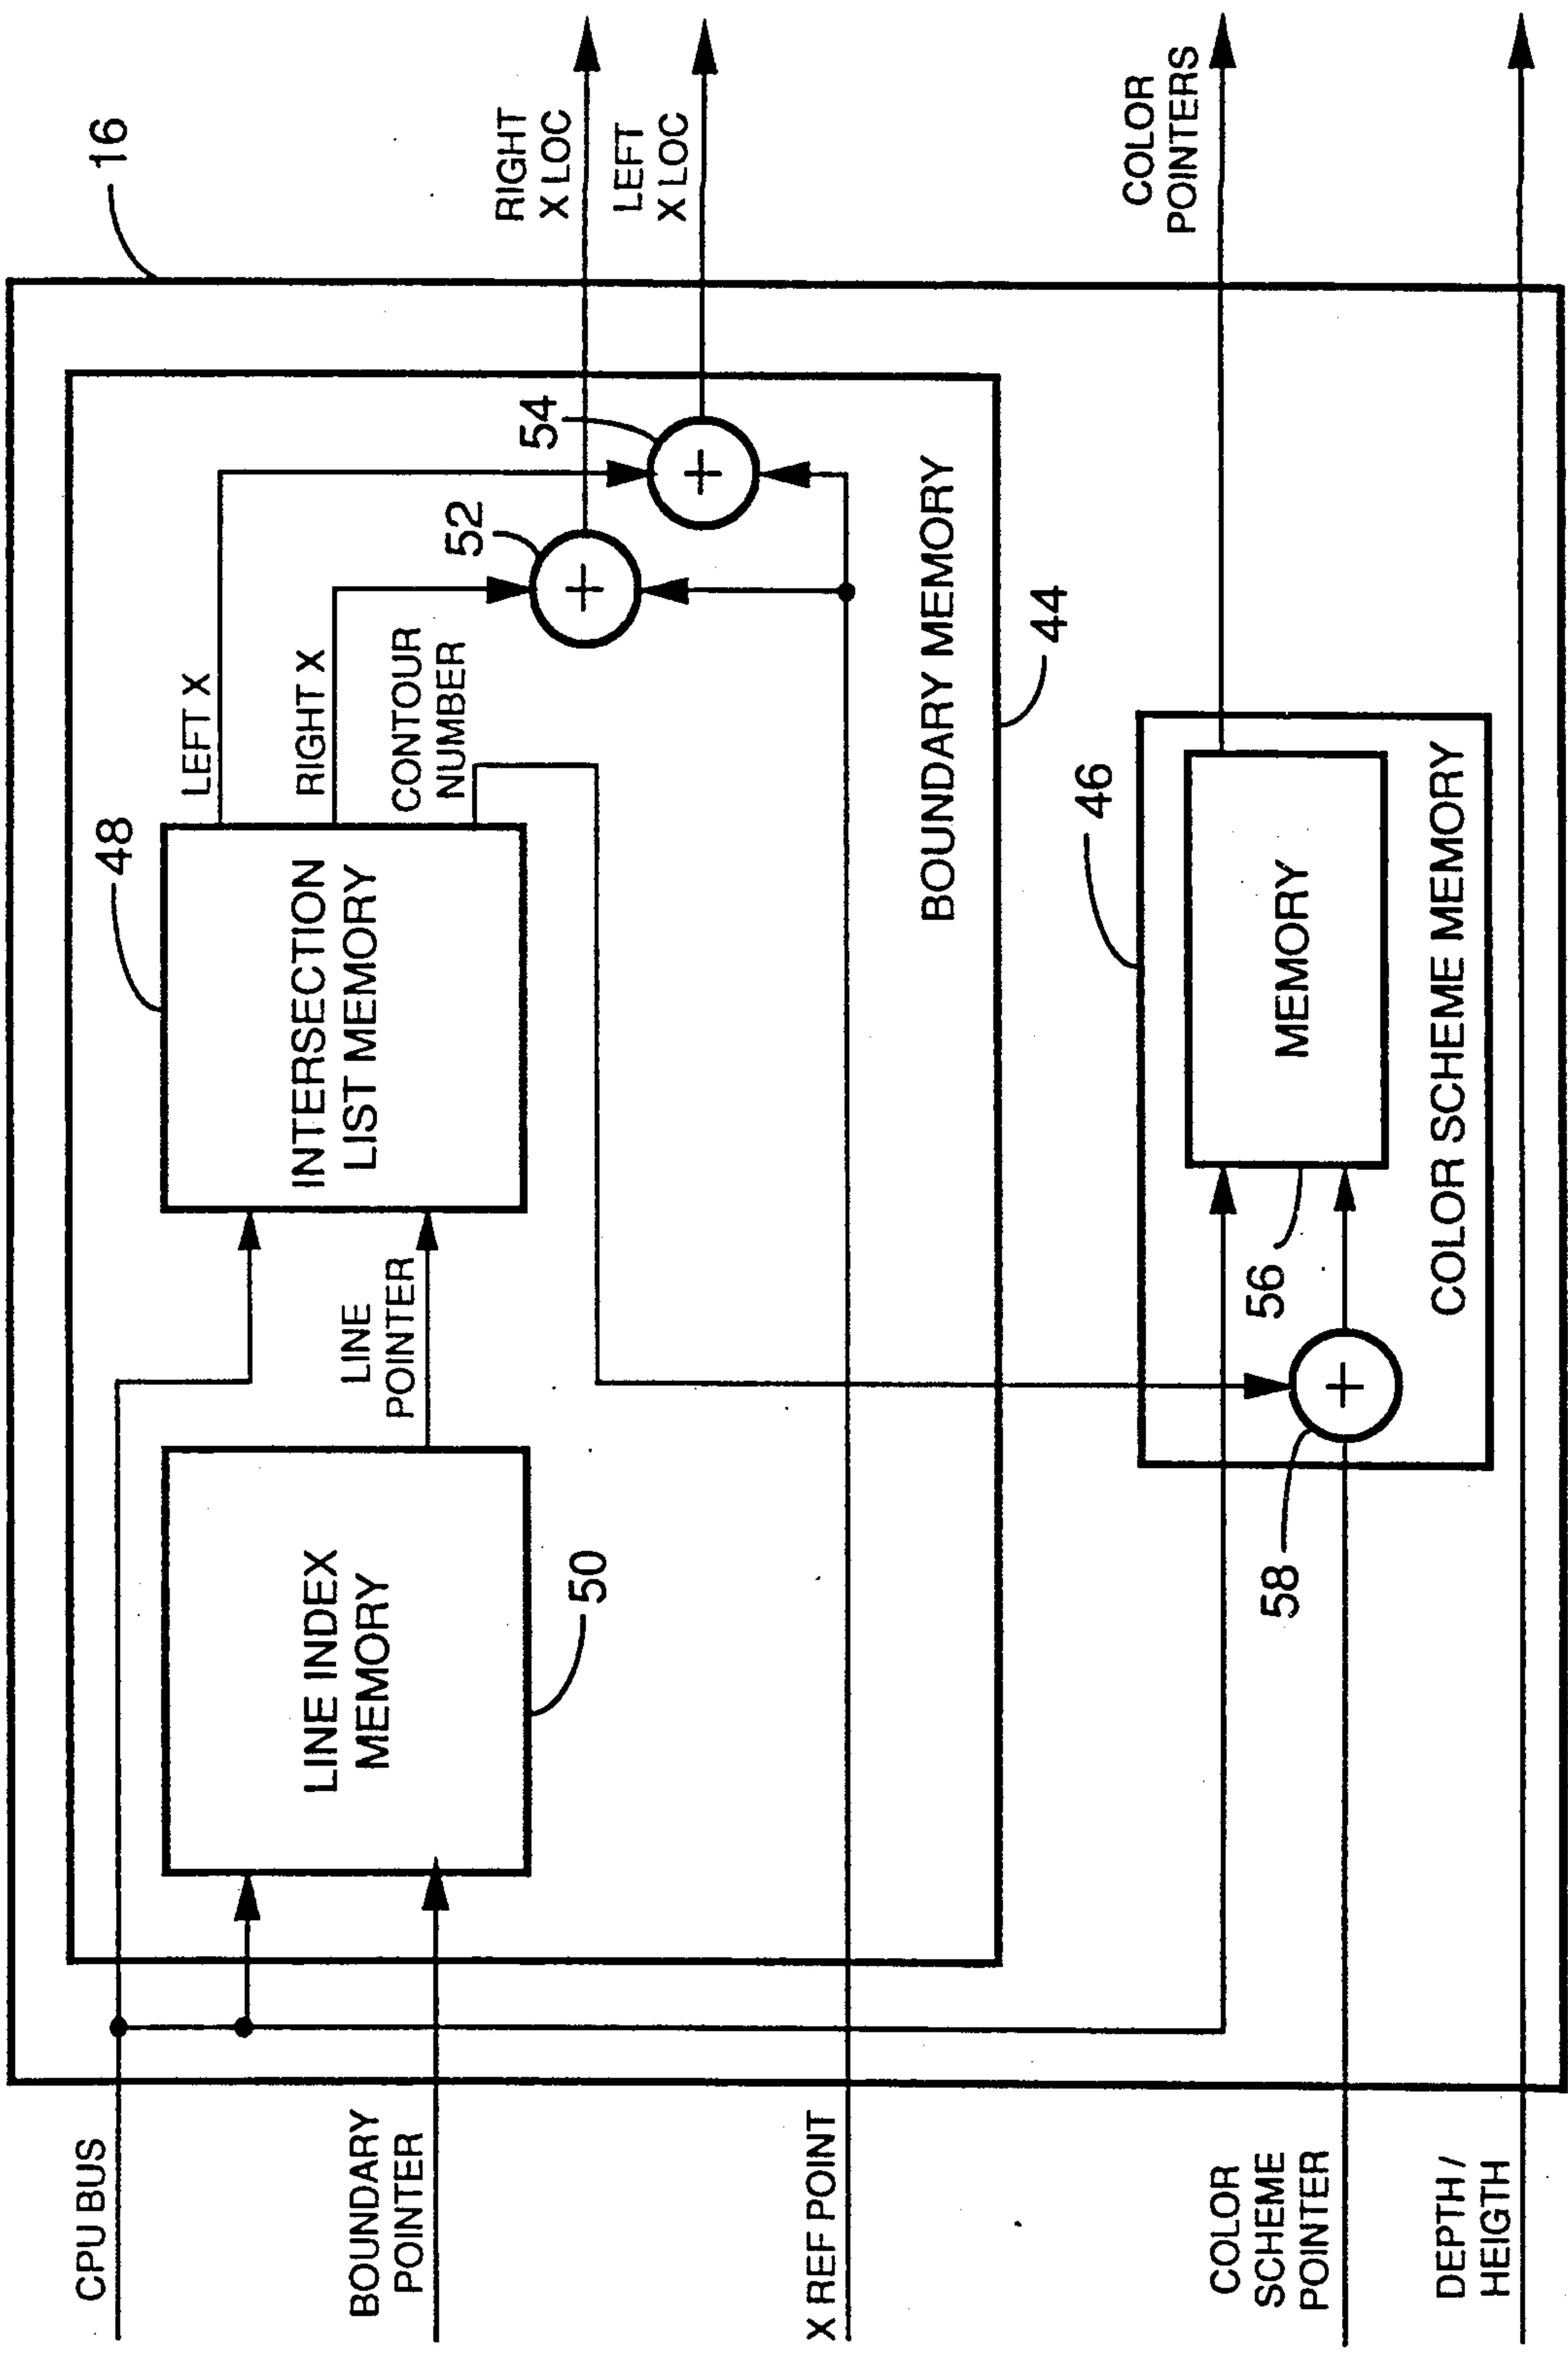 16
CPU BUS
BOUNDARY
POINTER
X REF POINT
COLOR
SCHEME
POINTER
DEPTH /
HEIGTH
LINE INDEX
MEMORY
50
LINE
POINTER
48
INTERSECTION
LIST MEMORY
LEFT X
RIGHT X
CONTOUR
NUMBER
52
54
BOUNDARY MEMORY
44
RIGHT
X LOC
LEFT
X LOC
46
MEMORY
56
58
COLOR SCHEME MEMORY
COLOR
POINTERS